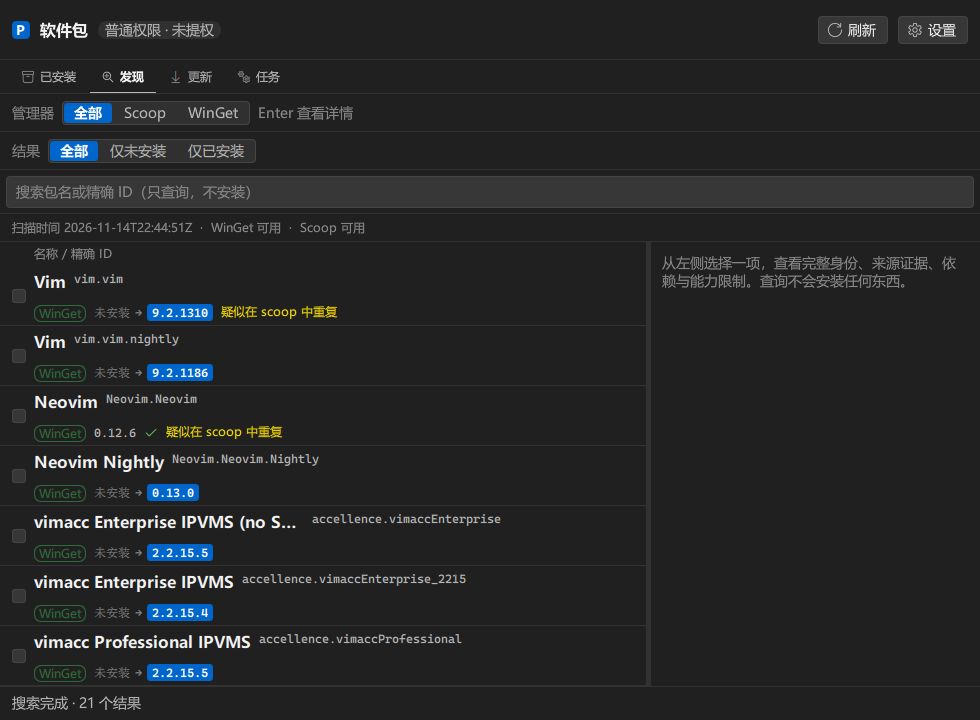 P 软件包 普通权限 · 未提权 刷新 设置
已安装 发现 更新 任务
管理器 全部 Scoop WinGet Enter 查看详情
结果 全部 仅未安装 仅已安装
搜索包名或精确 ID（只查询，不安装）
扫描时间 2026-11-14T22:44:51Z · WinGet 可用 · Scoop 可用
名称 / 精确 ID
Vim vim.vim
WinGet 未安装 → 9.2.1310 疑似在 scoop 中重复
Vim vim.vim.nightly
WinGet 未安装 → 9.2.1186
Neovim Neovim.Neovim
WinGet 0.12.6 ✓ 疑似在 scoop 中重复
Neovim Nightly Neovim.Neovim.Nightly
WinGet 未安装 → 0.13.0
vimacc Enterprise IPVMS (no S... accellence.vimaccEnterprise
WinGet 未安装 → 2.2.15.5
vimacc Enterprise IPVMS accellence.vimaccEnterprise_2215
WinGet 未安装 → 2.2.15.4
vimacc Professional IPVMS accellence.vimaccProfessional
WinGet 未安装 → 2.2.15.5
从左侧选择一项，查看完整身份、来源证据、依
赖与能力限制。查询不会安装任何东西。
搜索完成 · 21 个结果